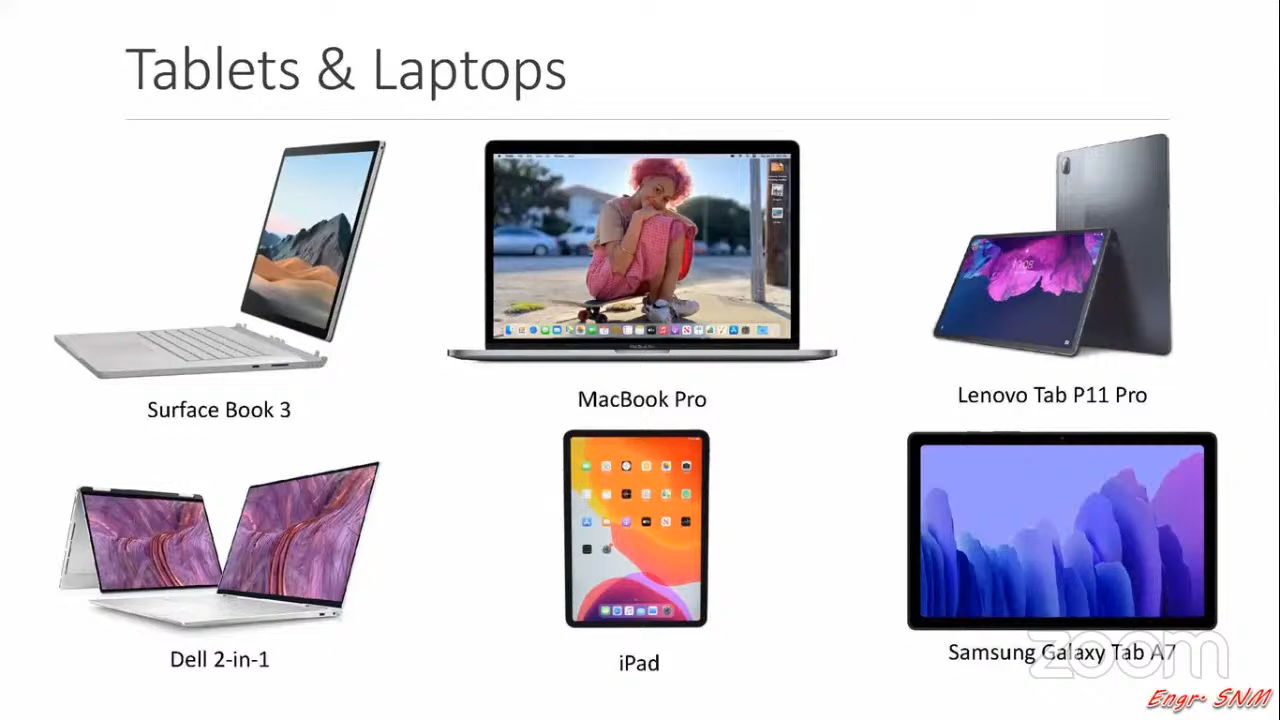 Tablets & Laptops
Surface Book 3
MacBook Pro
Lenovo Tab P11 Pro
Dell 2-in-1
iPad
Samsung Galaxy Tab A7
zoom
Engr. SNM